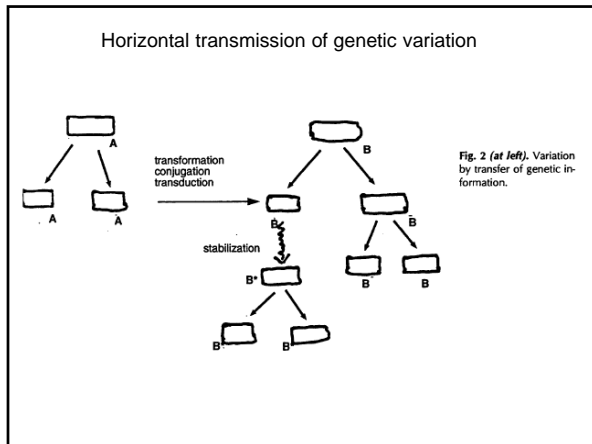 Horizontal transmission of genetic variation
A
A
A
transformation
conjugation
transduction
B
B
B
stabilization
B*
B
B
B
B
Fig. 2 (at left). Variation
by transfer of genetic in-
formation.